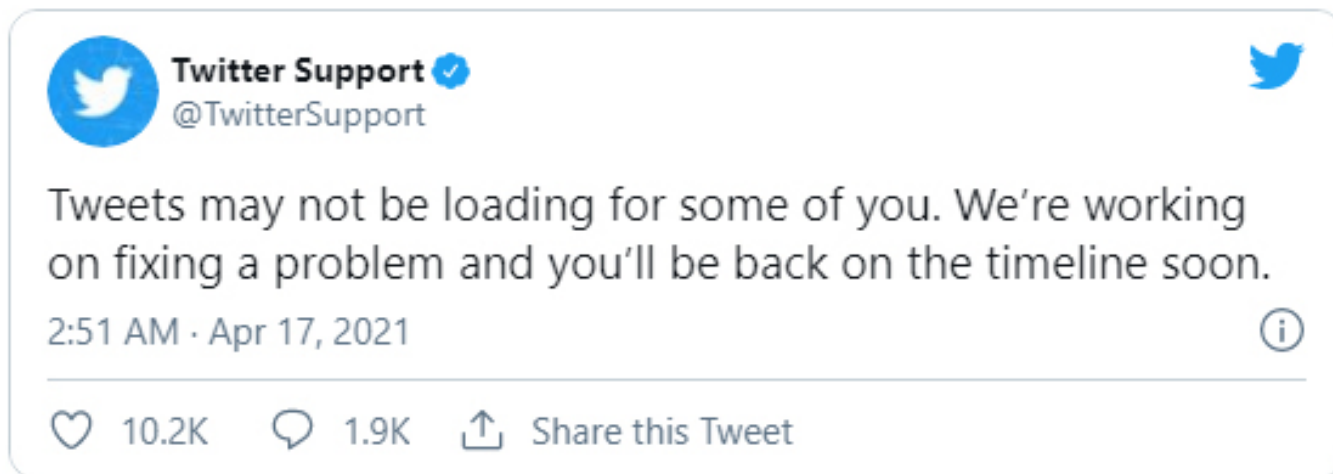 Twitter Support
@TwitterSupport
Tweets may not be loading for some of you. We’re working
on fixing a problem and you’ll be back on the timeline soon.
2:51 AM · Apr 17, 2021
10.2K 1.9K Share this Tweet